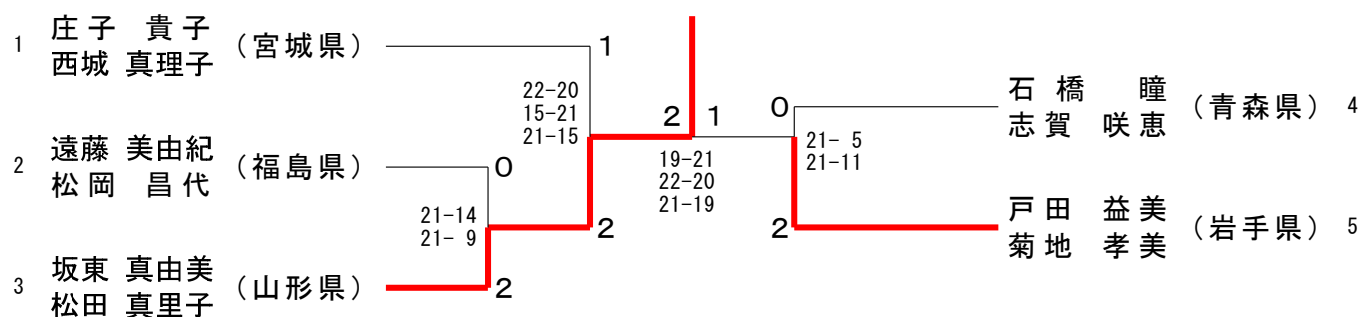 1 庄子 貴子 (宮城県) 1
西城 真理子
22-20
15-21
21-15
2 遠藤 美由紀 (福島県) 0
松岡 昌代
21-14
21- 9
2
3 坂東 真由美 (山形県) 2
松田 真里子
2 1
19-21
22-20
21-19
0 石橋 瞳 (青森県) 4
志賀 咲恵
21- 5
21-11
2 戸田 益美 (岩手県) 5
菊地 孝美